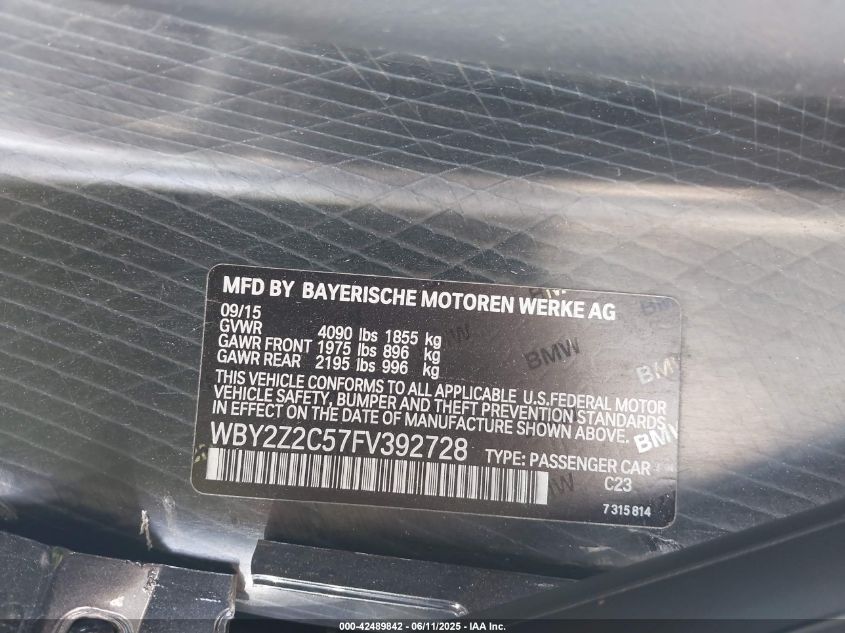 MFD BY BAYERISCHE MOTOREN WERKE AG
09/15
GVWR 4090 lbs 1855 kg
GAWR FRONT 1975 lbs 896 kg
GAWR REAR 2195 lbs 996 kg
THIS VEHICLE CONFORMS TO ALL APPLICABLE U.S.FEDERAL MOTOR
VEHICLE SAFETY, BUMPER AND THEFT PREVENTION STANDARDS
IN EFFECT ON THE DATE OF MANUFACTURE SHOWN ABOVE.
WBY2Z2C57FV392728 TYPE: PASSENGER CAR
C23
7 315 814
BMW
BMW
BMW
000-42489842 - 06/11/2025 - IAA Inc.